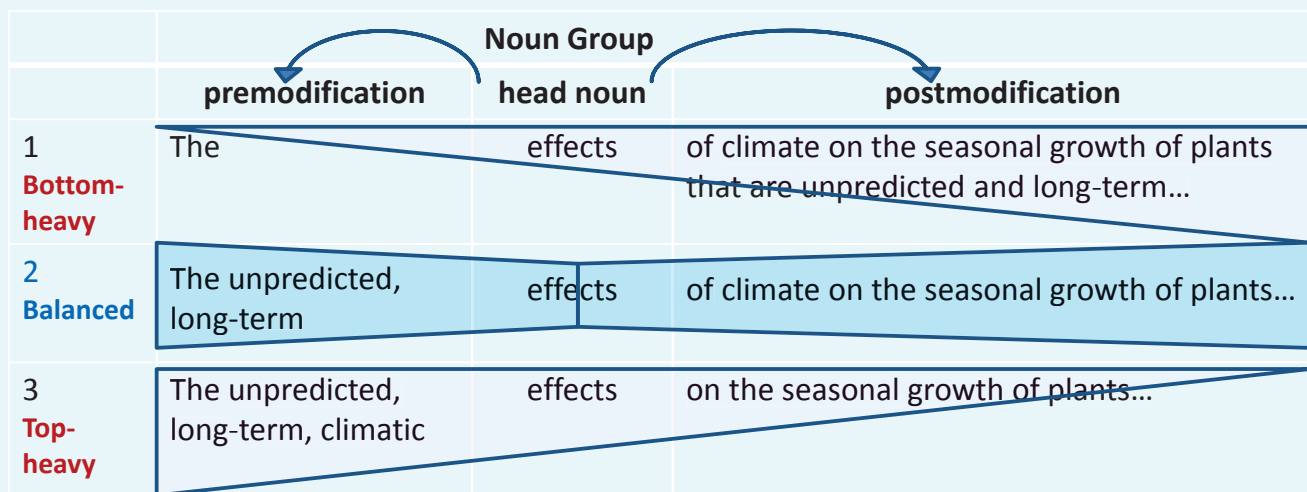 Noun Group
premodification head noun postmodification
1 The effects of climate on the seasonal growth of plants
Bottom- that are unpredicted and long-term…
heavy
2 The unpredicted, effects of climate on the seasonal growth of plants…
Balanced long-term
3 The unpredicted, effects on the seasonal growth of plants…
Top- long-term, climatic
heavy